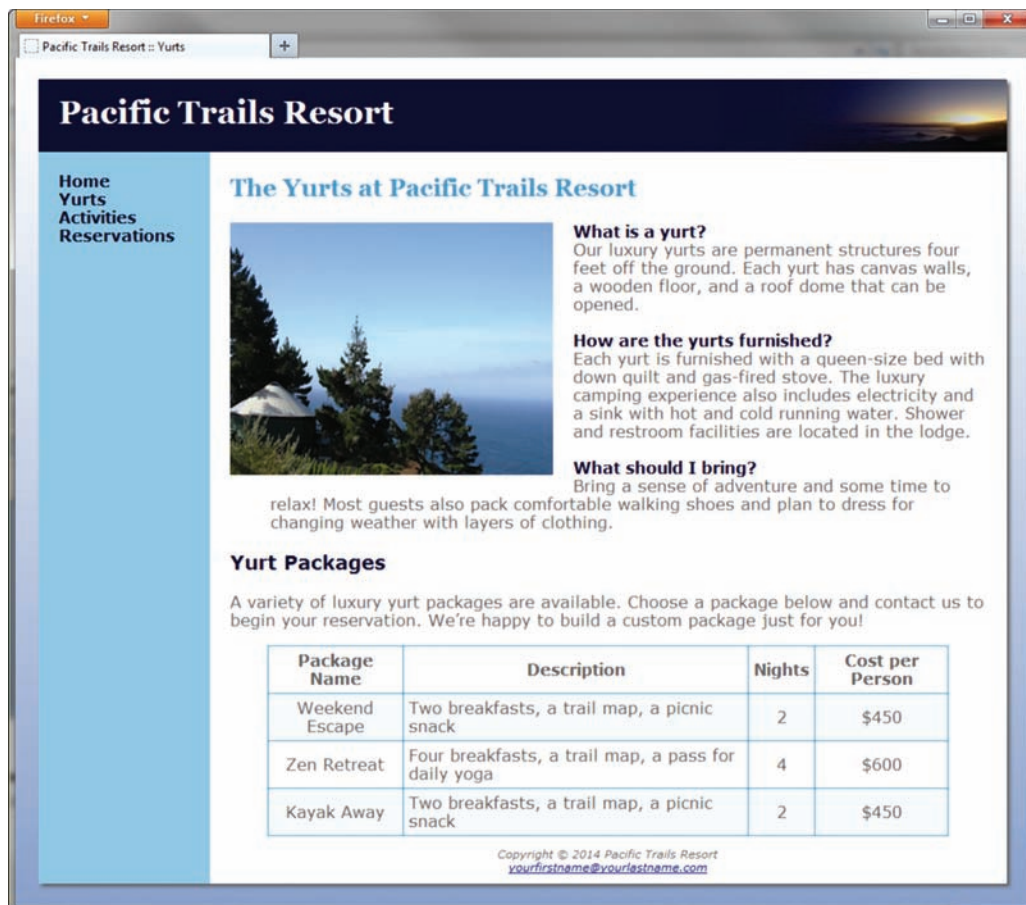 Firefox
Pacific Trails Resort :: Yurts
Pacific Trails Resort
Home
Yurts
Activities
Reservations
The Yurts at Pacific Trails Resort
What is a yurt?
Our luxury yurts are permanent structures four
feet off the ground. Each yurt has canvas walls,
a wooden floor, and a roof dome that can be
opened.
How are the yurts furnished?
Each yurt is furnished with a queen-size bed with
down quilt and gas-fired stove. The luxury
camping experience also includes electricity and
a sink with hot and cold running water. Shower
and restroom facilities are located in the lodge.
What should I bring?
Bring a sense of adventure and some time to
relax! Most guests also pack comfortable walking shoes and plan to dress for
changing weather with layers of clothing.
Yurt Packages
A variety of luxury yurt packages are available. Choose a package below and contact us to
begin your reservation. We're happy to build a custom package just for you!
Package
Name
Description
Nights
Cost per
Person
Weekend
Escape
Two breakfasts, a trail map, a picnic
snack
2
$450
Zen Retreat
Four breakfasts, a trail map, a pass for
daily yoga
4
$600
Kayak Away
Two breakfasts, a trail map, a picnic
snack
2
$450
Copyright © 2014 Pacific Trails Resort
yourfirstname@yourlastname.com